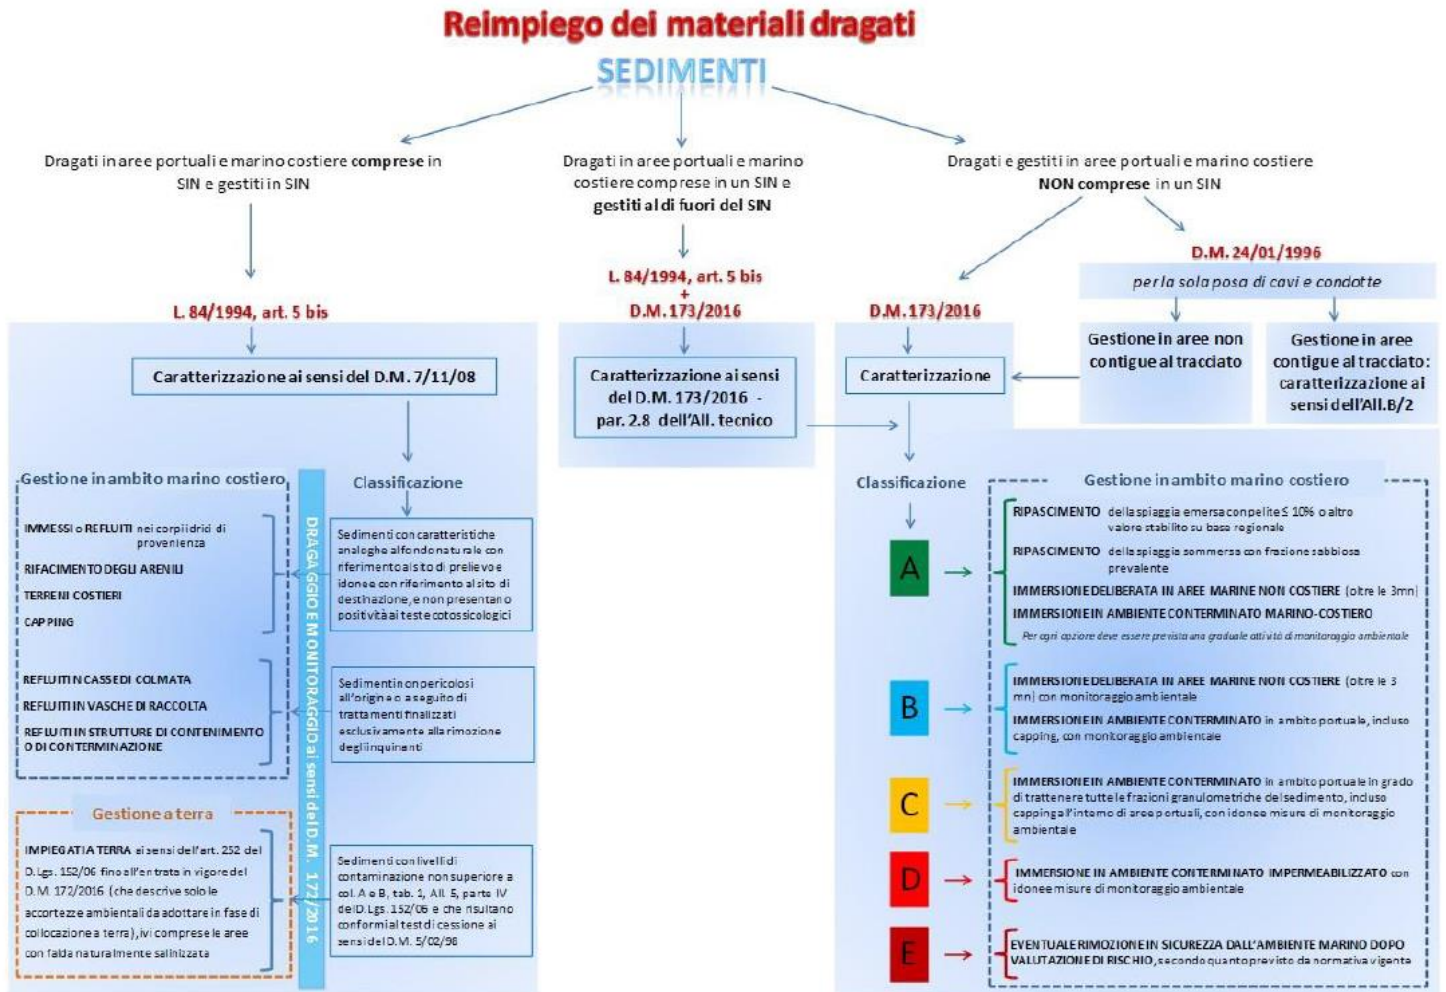 Reimpiego dei materiali dragati
SEDIMENTI
Dragati in aree portuali e marino costiere comprese in
SIN e gestiti in SIN
Dragati in aree portuali e marino
costiere comprese in un SIN e
gestiti al di fuori del SIN
Dragati e gestiti in aree portuali e marino costiere
NON comprese in un SIN
D.M. 24/01/1996
per la sola posa di cavi e condotte
Gestione in aree non
contigue al tracciato
Gestione in aree
contigue al tracciato:
caratterizzazione ai
sensi dell'All.B/2
L. 84/1994, art. 5 bis
L. 84/1994, art. 5 bis
+
D.M. 173/2016
D.M. 173/2016
Caratterizzazione ai sensi del D.M. 7/11/08
Caratterizzazione ai sensi
del D.M. 173/2016 -
par. 2.8 dell'All. tecnico
Caratterizzazione
Gestione in ambito marino costiero
IMMESSI o REFLUITI nei corpi idrici di
provenienza
RIFACIMENTO DEGLI ARENILI
TERRENI COSTIERI
CAPPING
REFLUITI IN CASSE DI COLMATA
REFLUITI IN VASCHE DI RACCOLTA
REFLUITI IN STRUTTURE DI CONTENIMENTO
O DI CONTERMINAZIONE
Gestione a terra
IMPIEGATI A TERRA ai sensi dell'art. 252 del
D.Lgs. 152/06 fino all'entrata in vigore del
D.M. 172/2016 (che descrive solo le
accortezze ambientali da adottare in fase di
collocazione a terra), ivi comprese le aree
con falda naturalmente salinizzata
DRAGAGGIO E MONITORAGGIO ai sensi del D.M. 172/2016
Classificazione
Sedimenti con caratteristiche
analoghe al fondo naturale con
riferimento al sito di prelievo e
idonee con riferimento al sito di
destinazione, e non presentano
positività ai test ecotossicologici
Sedimenti non pericolosi
all'origine o a seguito di
trattamenti finalizzati
esclusivamente alla rimozione
degli inquinanti
Sedimenti con livelli di
contaminazione non superiore a
col. A e B, tab. 1, All. 5, parte IV
del D.Lgs. 152/06 e che risultano
conformi al test di cessione ai
sensi del D.M. 5/02/98
Classificazione
Gestione in ambito marino costiero
A
RIPASCIMENTO della spiaggia emersa con pelite ≤ 10% o altro
valore stabilito su base regionale
RIPASCIMENTO della spiaggia sommersa con frazione sabbiosa
prevalente
IMMERSIONE DELIBERATA IN AREE MARINE NON COSTIERE (oltre le 3mn)
IMMERSIONE IN AMBIENTE CONTERMINATO MARINO-COSTIERO
Per ogni opzione deve essere prevista una graduale attività di monitoraggio ambientale
B
IMMERSIONE DELIBERATA IN AREE MARINE NON COSTIERE (oltre le 3
mn) con monitoraggio ambientale
IMMERSIONE IN AMBIENTE CONTERMINATO in ambito portuale, incluso
capping, con monitoraggio ambientale
C
IMMERSIONE IN AMBIENTE CONTERMINATO in ambito portuale in grado
di trattenere tutte le frazioni granulometriche del sedimento, incluso
capping all'interno di aree portuali, con idonee misure di monitoraggio
ambientale
D
IMMERSIONE IN AMBIENTE CONTERMINATO IMPERMEABILIZZATO con
idonee misure di monitoraggio ambientale
E
EVENTUALE RIMOZIONE IN SICUREZZA DALL'AMBIENTE MARINO DOPO
VALUTAZIONE DI RISCHIO, secondo quanto previsto da normativa vigente